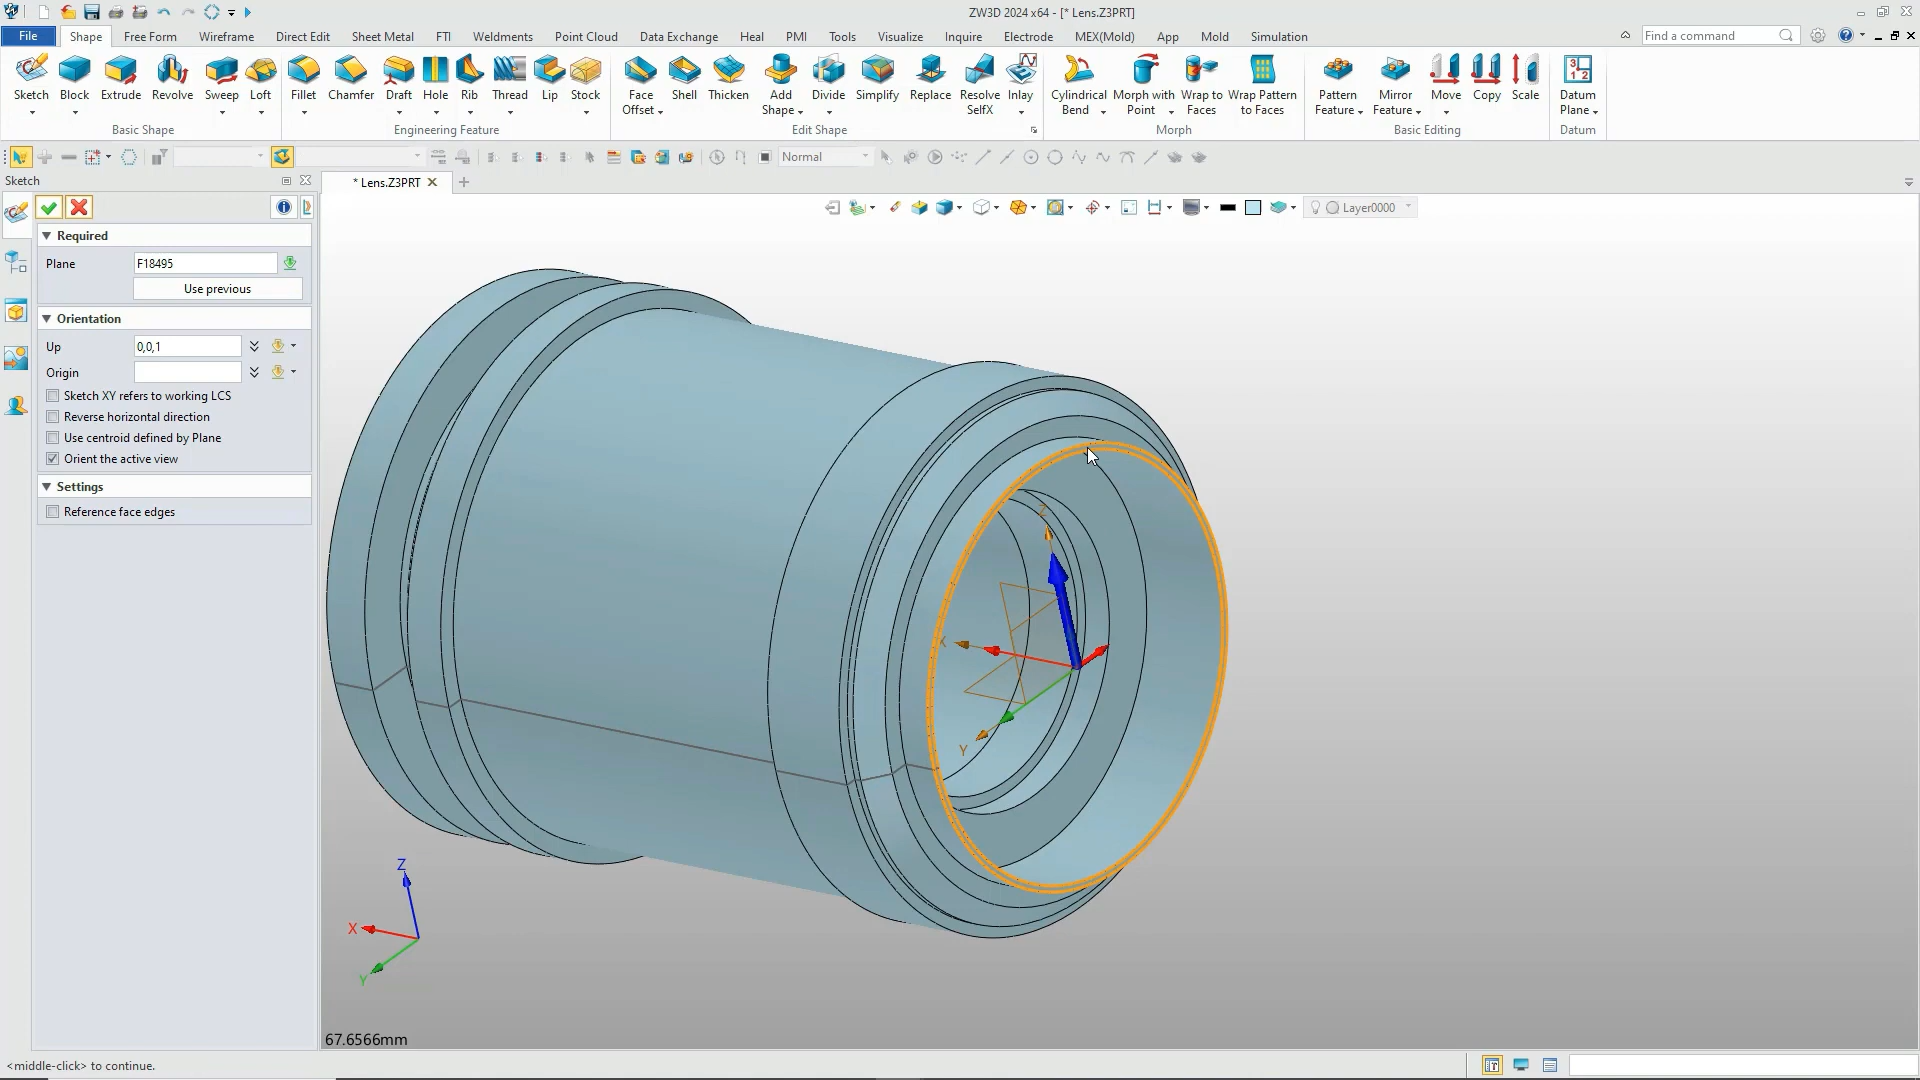 ZW3D 2024 x64 - [* Lens.Z3PRT]
File Shape Free Form Wireframe Direct Edit Sheet Metal FTI Weldments Point Cloud Data Exchange Heal PMI Tools Visualize Inquire Electrode MEX(Mold) App Mold Simulation Find a command
Sketch Block Extrude Revolve Sweep Loft Fillet Chamfer Draft Hole Rib Thread Lip Stock Face Offset Shell Thicken Add Shape Divide Simplify Replace Resolve SelfX Inlay Cylindrical Bend Morph with Point Wrap to Faces Wrap Pattern to Faces Pattern Feature Mirror Feature Move Copy Scale Datum Plane
Basic Shape Engineering Feature Edit Shape Morph Basic Editing Datum
Normal
Sketch
* Lens.Z3PRT
Layer0000
Required
Plane F18495
Use previous
Orientation
Up 0,0,1
Origin
Sketch XY refers to working LCS
Reverse horizontal direction
Use centroid defined by Plane
Orient the active view
Settings
Reference face edges
Z
X
Y
Z
X
Y
67.6566mm
<middle-click> to continue.